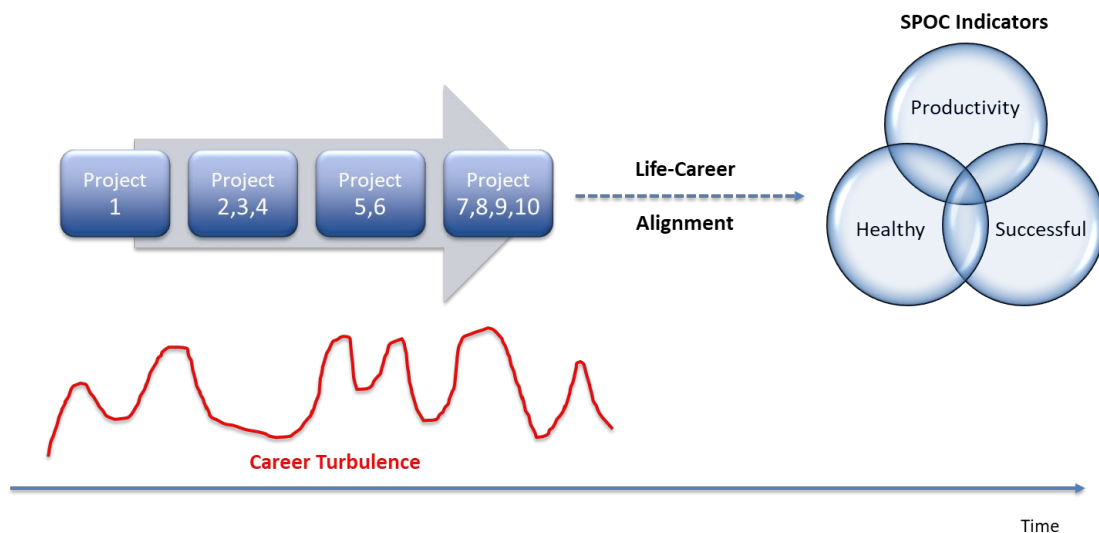 SPOC Indicators
Productivity
Healthy
Successful
Project
1
Project
2,3,4
Project
5,6
Project
7,8,9,10
Life-Career
Alignment
Career Turbulence
Time